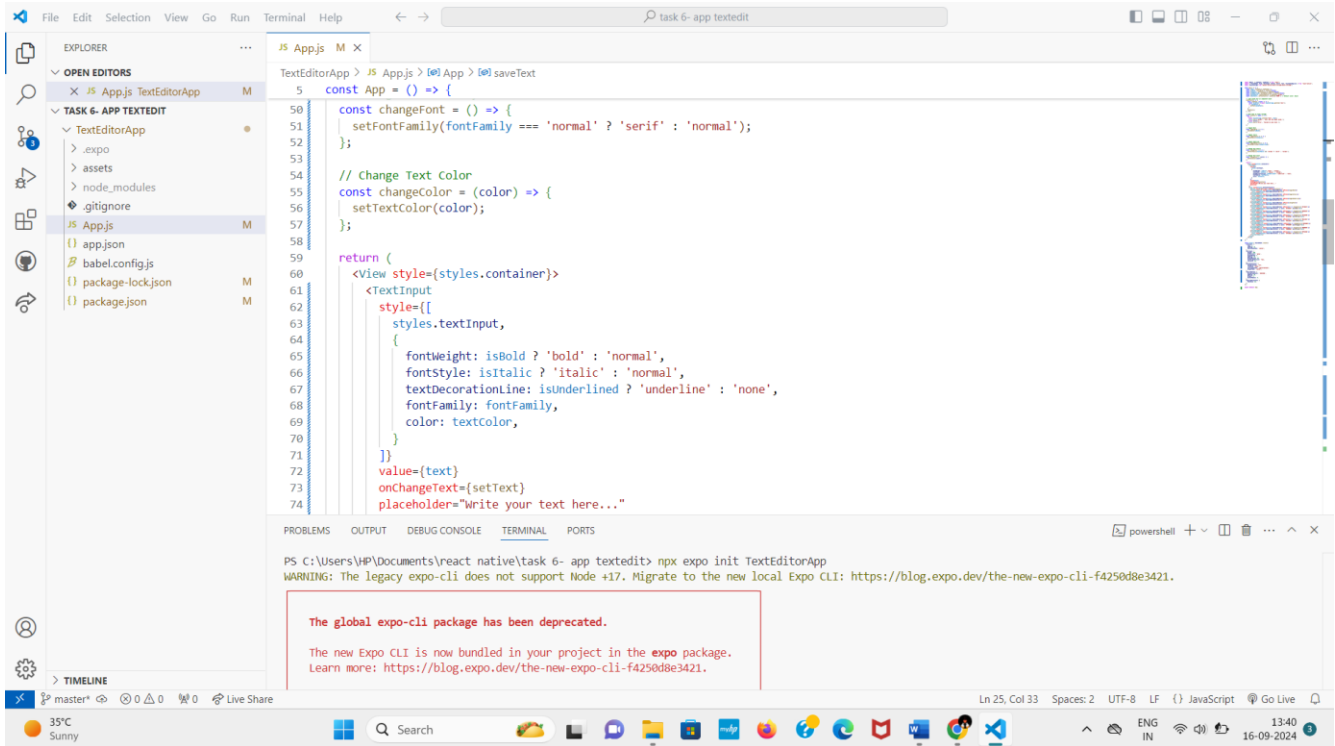 File Edit Selection View Go Run Terminal Help
task 6- app textedit
EXPLORER
OPEN EDITORS
App.js TextEditorApp M
TASK 6- APP TEXTEDIT
TextEditorApp
.expo
assets
node_modules
.gitignore
JS App.js M
{} app.json
babel.config.js
{} package-lock.json M
{} package.json M
TIMELINE
JS App.js M
TextEditorApp > JS App.js > App > saveText
5 const App = () => {
50 const changeFont = () => {
51 setFontFamily(fontFamily === 'normal' ? 'serif' : 'normal');
52 };
53
54 // Change Text Color
55 const changeColor = (color) => {
56 setTextColor(color);
57 };
58
59 return (
60 <View style={styles.container}>
61 <TextInput
62 style={[
63 styles.textInput,
64 {
65 fontWeight: isBold ? 'bold' : 'normal',
66 fontStyle: isItalic ? 'italic' : 'normal',
67 textDecorationLine: isUnderlined ? 'underline' : 'none',
68 fontFamily: fontFamily,
69 color: textColor,
70 }
71 ]}
72 value={text}
73 onChangeText={setText}
74 placeholder="Write your text here..."
PROBLEMS OUTPUT DEBUG CONSOLE TERMINAL PORTS
powershell
PS C:\Users\HP\Documents\react native\task 6- app textedit> npx expo init TextEditorApp
WARNING: The legacy expo-cli does not support Node +17. Migrate to the new local Expo CLI: https://blog.expo.dev/the-new-expo-cli-f4250d8e3421.
The global expo-cli package has been deprecated.
The new Expo CLI is now bundled in your project in the expo package.
Learn more: https://blog.expo.dev/the-new-expo-cli-f4250d8e3421.
master* 0 0 0 Live Share
Ln 25, Col 33 Spaces: 2 UTF-8 LF {} JavaScript Go Live
35°C
Sunny
Search
ENG
IN
13:40
16-09-2024
3